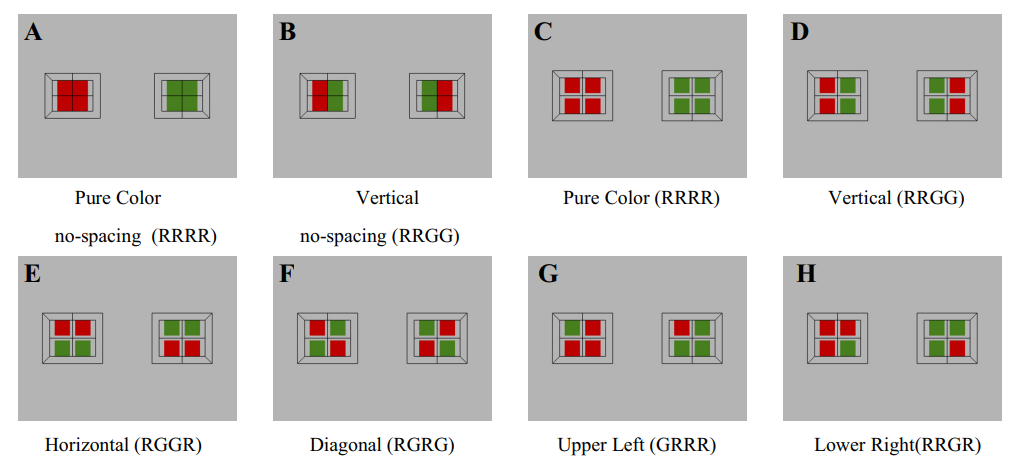 A B C D
Pure Color Vertical Pure Color (RRRR) Vertical (RRGG)
no-spacing (RRRR) no-spacing (RRGG)
E F G H
Horizontal (RGGR) Diagonal (RGRG) Upper Left (GRRR) Lower Right(RRGR)